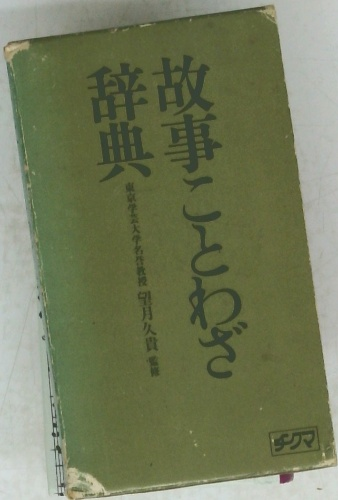 故事ことわざ
辞典
東京学芸大学名誉教授 望月久貴 監修
チクマ